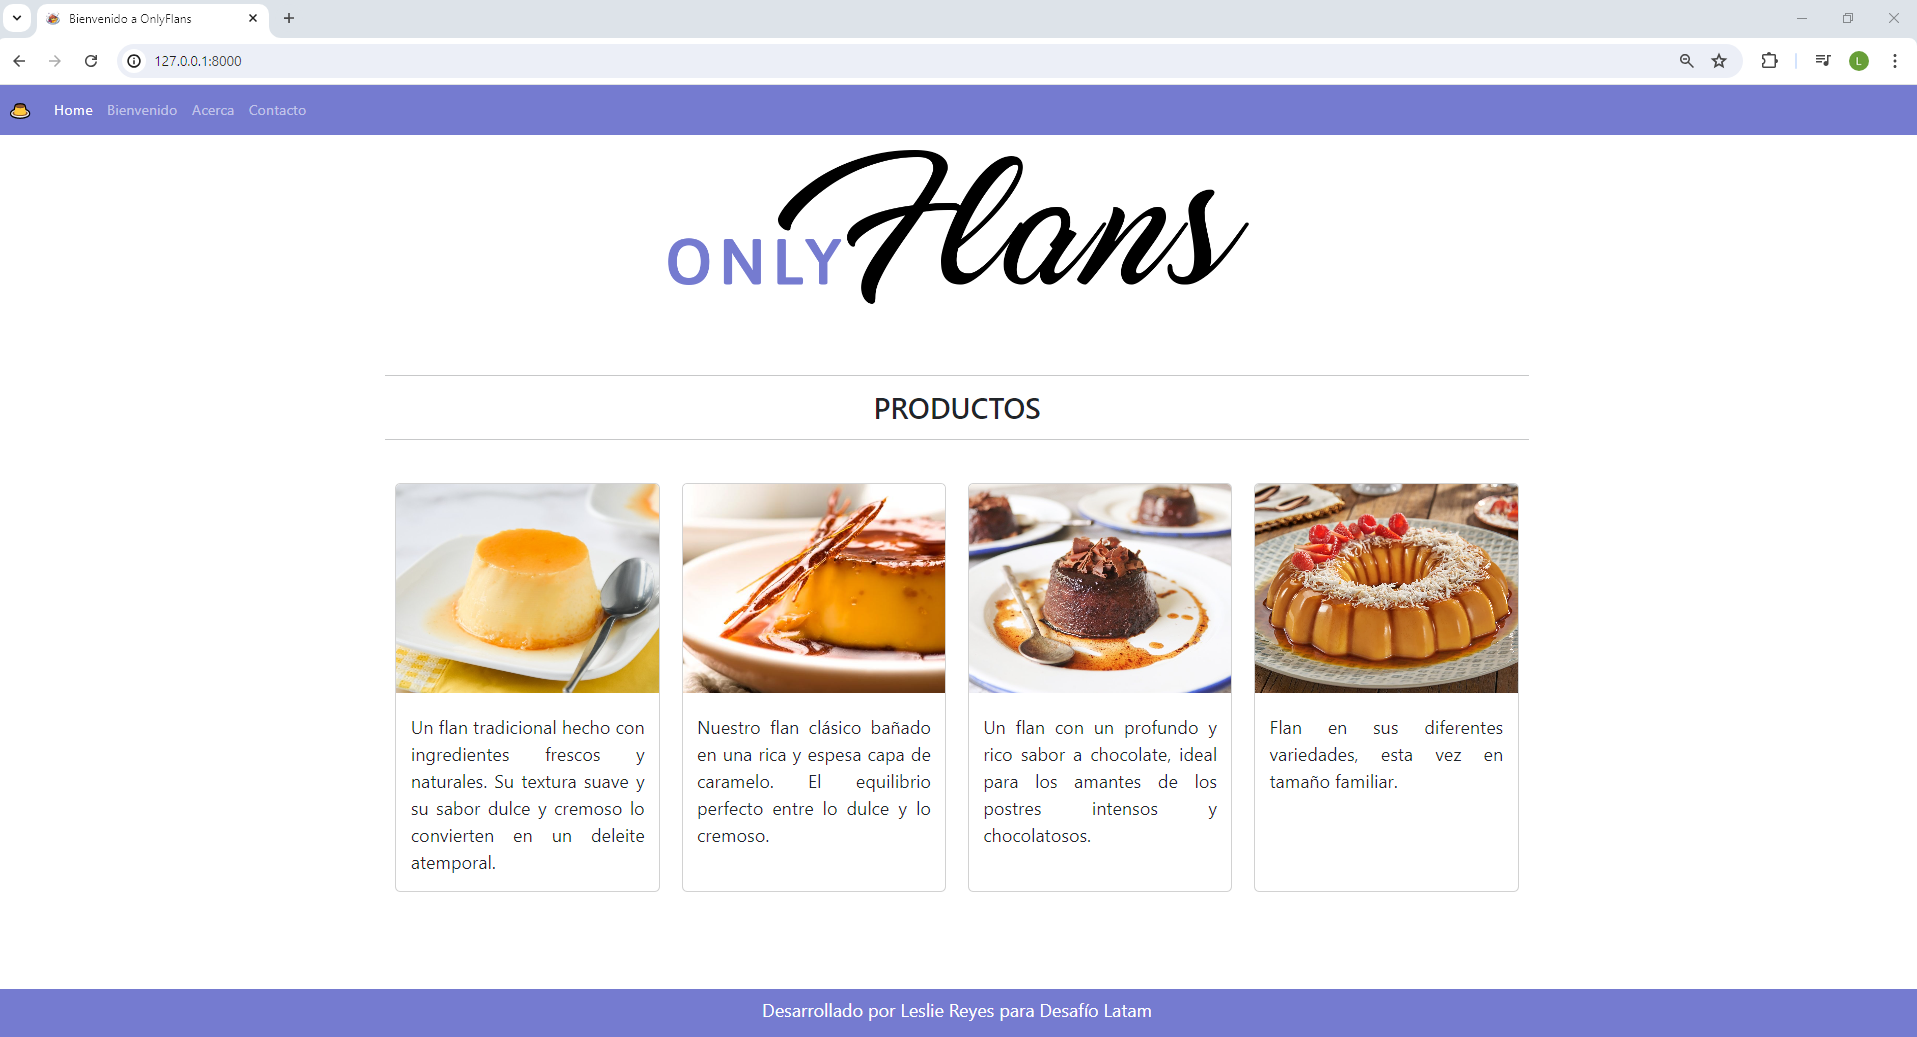 Bienvenido a OnlyFlans
127.0.0.1:8000
L
Home Bienvenido Acerca Contacto
ONLY Flans
PRODUCTOS
Un flan tradicional hecho con
ingredientes frescos y
naturales. Su textura suave y
su sabor dulce y cremoso lo
convierten en un deleite
atemporal.
Nuestro flan clásico bañado
en una rica y espesa capa de
caramelo. El equilibrio
perfecto entre lo dulce y lo
cremoso.
Un flan con un profundo y
rico sabor a chocolate, ideal
para los amantes de los
postres intensos y
chocolatosos.
Flan en sus diferentes
variedades, esta vez en
tamaño familiar.
Desarrollado por Leslie Reyes para Desafío Latam